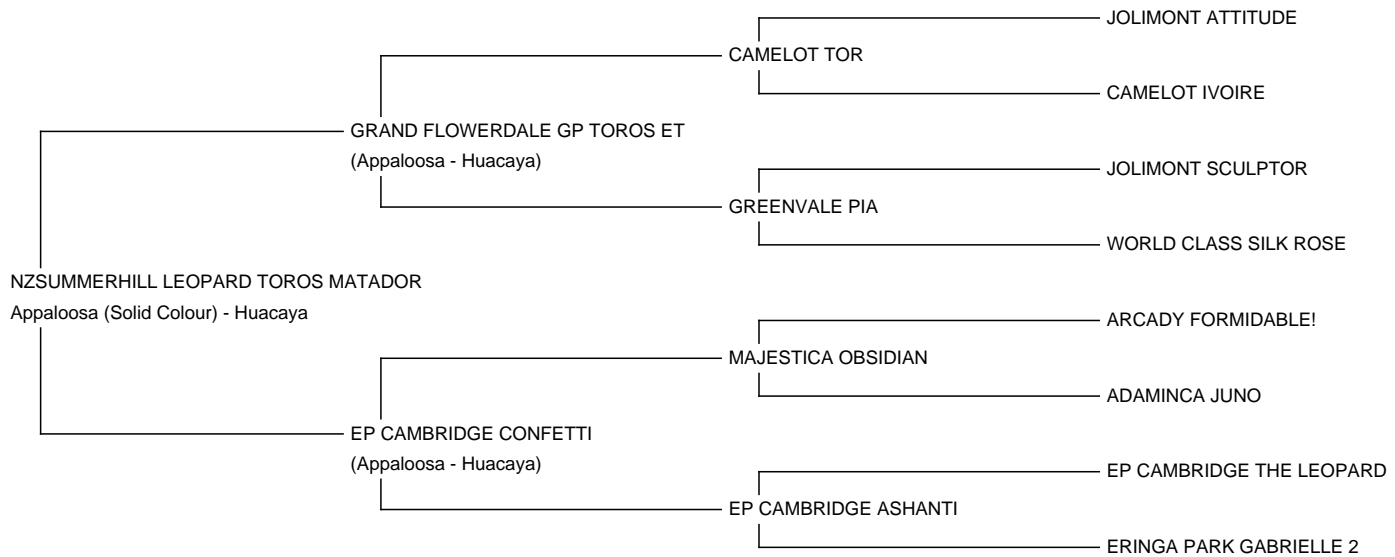 JOLIMONT ATTITUDE
CAMELOT TOR
CAMELOT IVOIRE
GRAND FLOWERDALE GP TOROS ET
(Appaloosa - Huacaya)
JOLIMONT SCULPTOR
GREENVALE PIA
WORLD CLASS SILK ROSE
NZSUMMERHILL LEOPARD TOROS MATADOR
Appaloosa (Solid Colour) - Huacaya
ARCADY FORMIDABLE!
MAJESTICA OBSIDIAN
ADAMINCA JUNO
EP CAMBRIDGE CONFETTI
(Appaloosa - Huacaya)
EP CAMBRIDGE THE LEOPARD
EP CAMBRIDGE ASHANTI
ERINGA PARK GABRIELLE 2